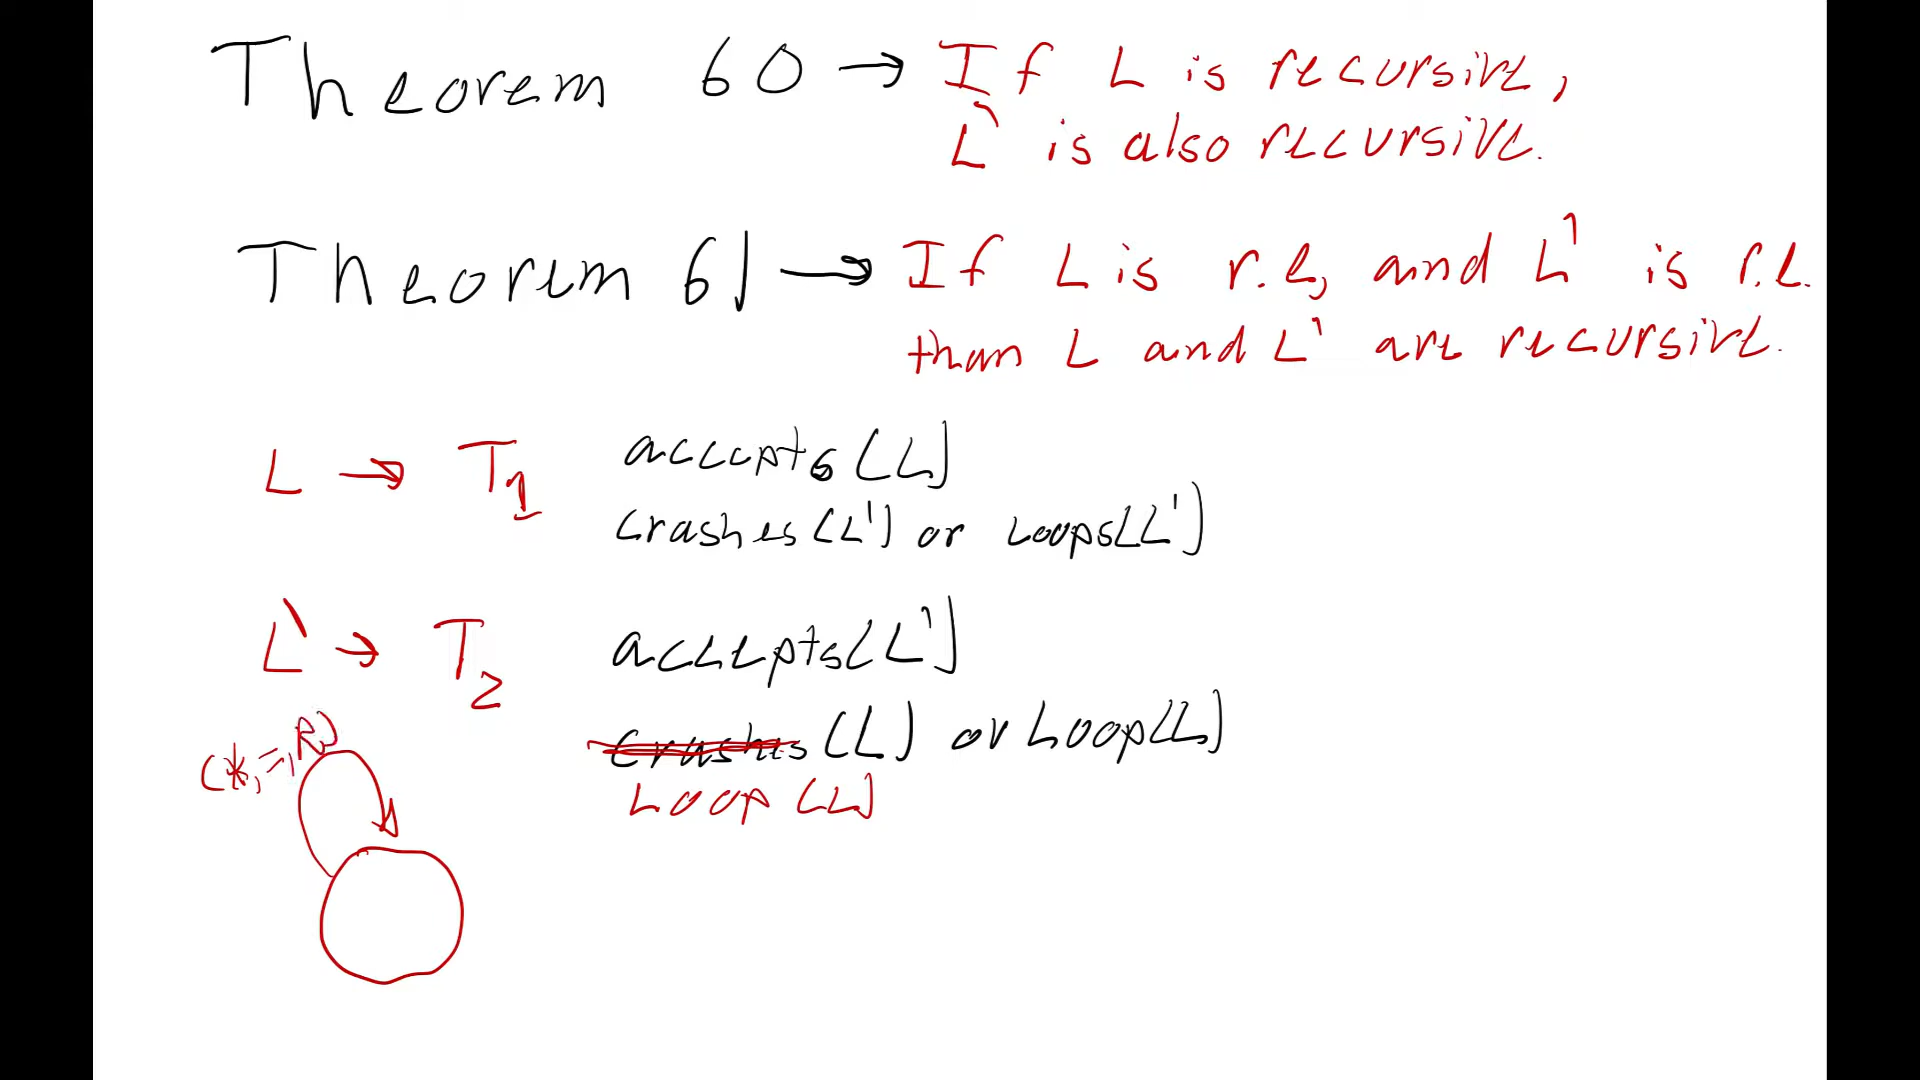 Theorem 60 → If L is recursive,
L' is also recursive.
Theorem 61 → If L is r.e, and L' is r.e.
than L and L' are recursive.
L → T1 accepts(L)
crashes(L') or Loops(L')
L' → T2 accepts(L')
crashes (L) or Loop(L)
(*,=,R)
Loop (L)